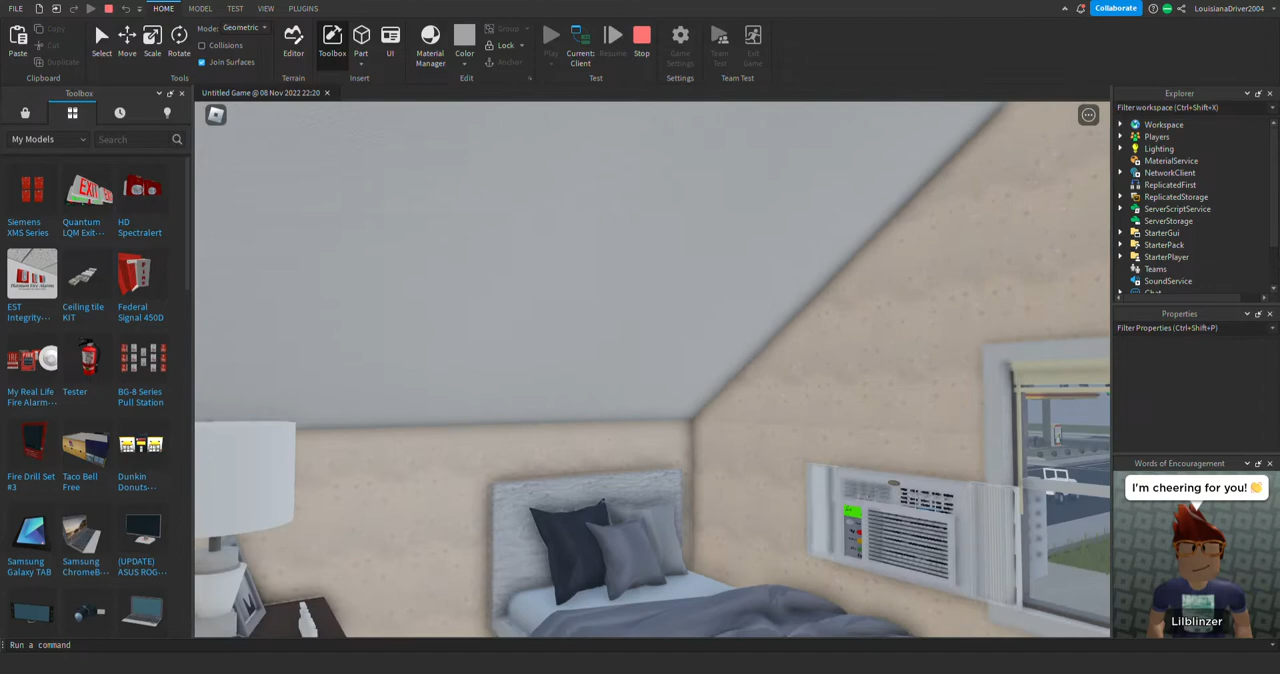 FILE
HOME
MODEL
TEST
VIEW
PLUGINS
Collaborate
LouisianaDriver2004
Paste
Copy
Cut
Duplicate
Clipboard
Select
Move
Scale
Rotate
Mode: Geometric
Collisions
Join Surfaces
Tools
Editor
Terrain
Toolbox
Part
UI
Insert
Material
Manager
Color
Group
Lock
Anchor
Edit
Play
Current:
Client
Resume
Stop
Test
Game
Settings
Settings
Team
Test
Exit
Game
Team Test
Toolbox
My Models
Search
Siemens
XMS Series
Quantum
LQM Exit-···
HD
Spectralert
EST
Integrity···
Ceiling tile
KIT
Federal
Signal 450D
My Real Life
Fire Alarm···
Tester
BG-8 Series
Pull Station
Fire Drill Set
#3
Taco Bell
Free
Dunkin
Donuts···
Samsung
Galaxy TAB
Samsung
ChromeB···
(UPDATE)
ASUS ROG···
Untitled Game @ 08 Nov 2022 22:20
Explorer
Filter workspace (Ctrl+Shift+X)
Workspace
Players
Lighting
MaterialService
NetworkClient
ReplicatedFirst
ReplicatedStorage
ServerScriptService
ServerStorage
StarterGui
StarterPack
StarterPlayer
Teams
SoundService
Chat
Properties
Filter Properties (Ctrl+Shift+P)
Words of Encouragement
I'm cheering for you! 👏
Lilblinzer
Run a command